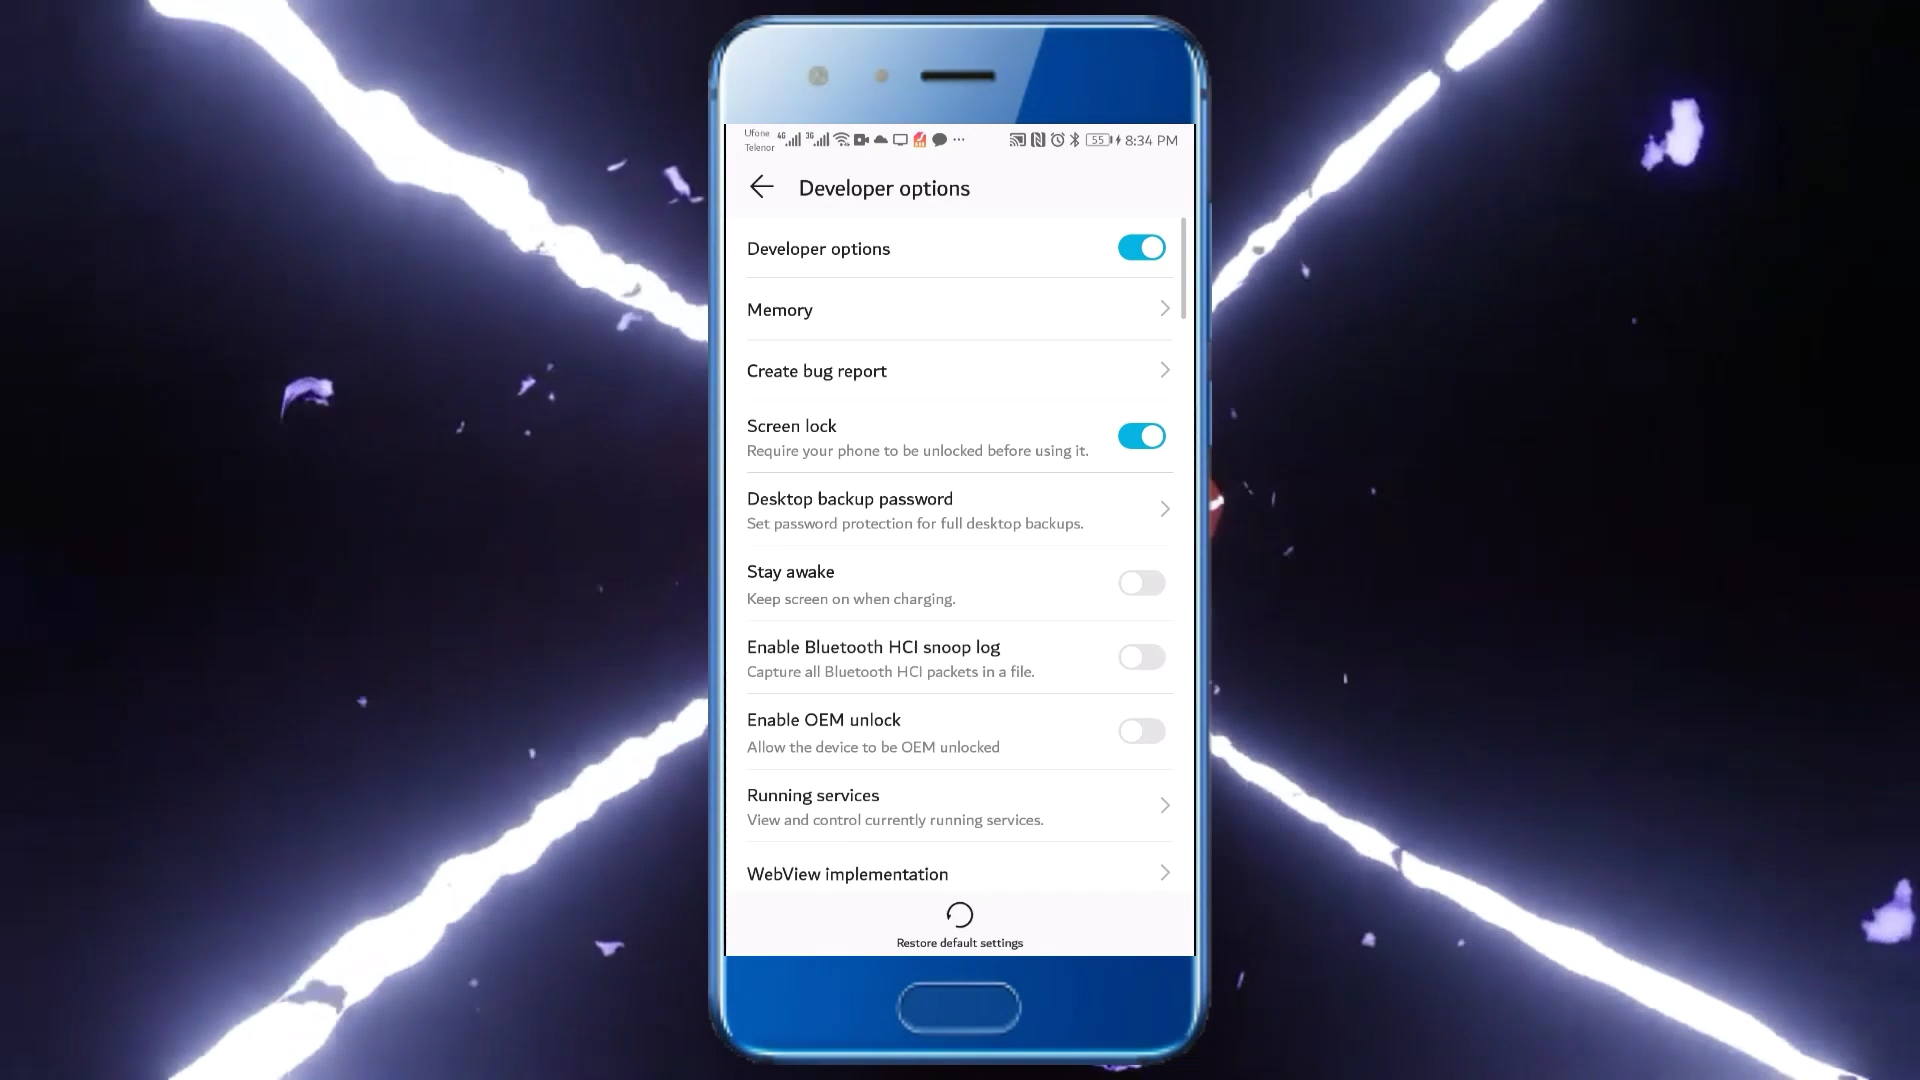 Ufone
Telenor
4G
3G
55
8:34 PM
Developer options
Developer options
Memory
Create bug report
Screen lock
Require your phone to be unlocked before using it.
Desktop backup password
Set password protection for full desktop backups.
Stay awake
Keep screen on when charging.
Enable Bluetooth HCI snoop log
Capture all Bluetooth HCI packets in a file.
Enable OEM unlock
Allow the device to be OEM unlocked
Running services
View and control currently running services.
WebView implementation
Restore default settings